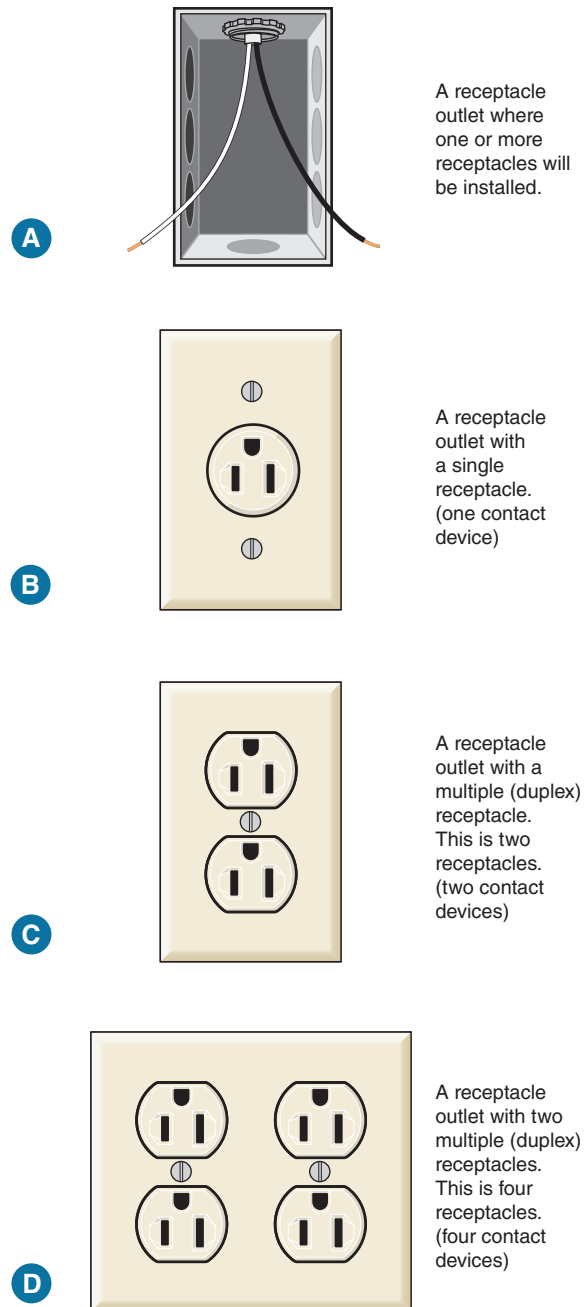 A receptacle
outlet where
one or more
receptacles will
be installed.
A
A receptacle
outlet with
a single
receptacle.
(one contact
device)
B
A receptacle
outlet with a
multiple (duplex)
receptacle.
This is two
receptacles.
(two contact
devices)
C
A receptacle
outlet with two
multiple (duplex)
receptacles.
This is four
receptacles.
(four contact
devices)
D